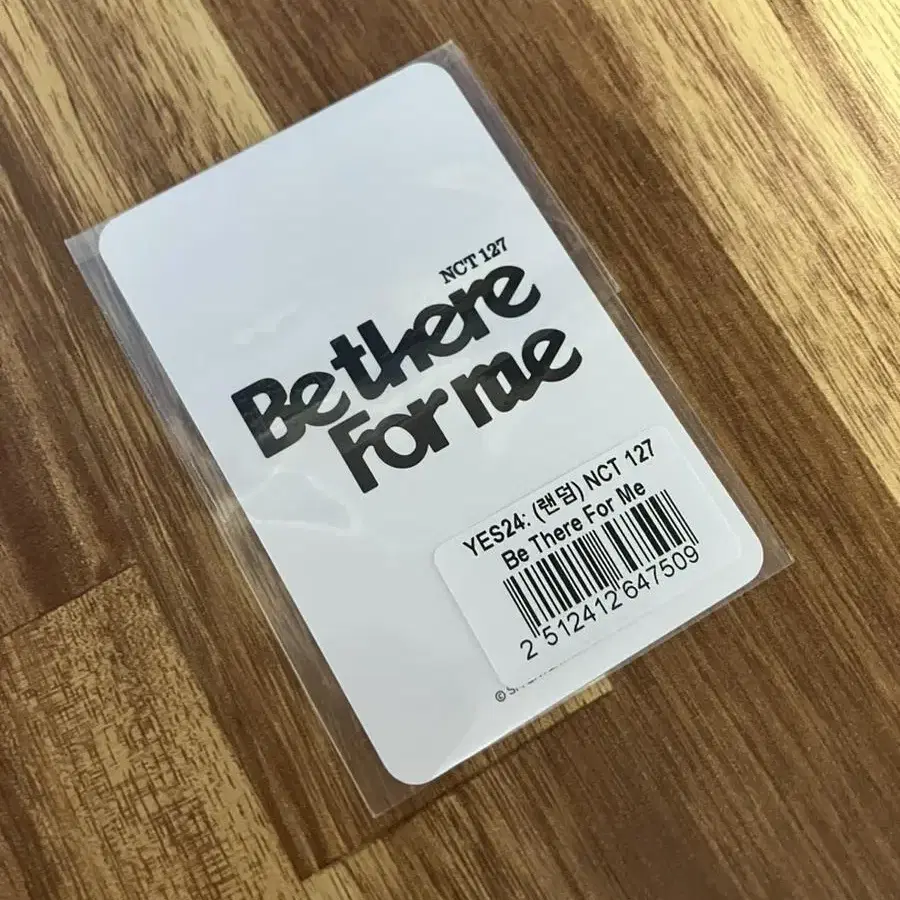 NCT 127
Be there
For me
YES24: (랜덤) NCT 127
Be There For Me
2 512412 647509
©